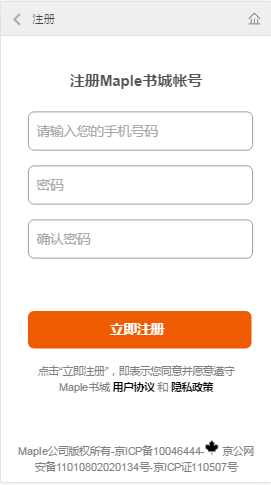 注册
注册Maple书城帐号
请输入您的手机号码
密码
确认密码
立即注册
点击“立即注册”，即表示您同意并愿意遵守
Maple书城 用户协议 和 隐私政策
Maple公司版权所有-京ICP备10046444- 京公网
安备11010802020134号-京ICP证110507号